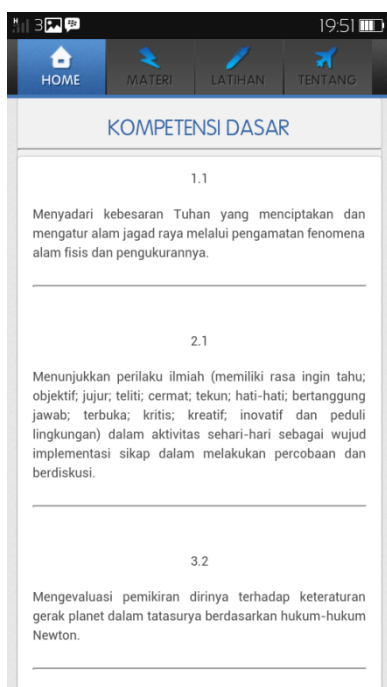 H 3 19:51
HOME MATERI LATIHAN TENTANG
KOMPETENSI DASAR
1.1
Menyadari kebesaran Tuhan yang menciptakan dan
mengatur alam jagad raya melalui pengamatan fenomena
alam fisis dan pengukurannya.
2.1
Menunjukkan perilaku ilmiah (memiliki rasa ingin tahu;
objektif; jujur; teliti; cermat; tekun; hati-hati; bertanggung
jawab; terbuka; kritis; kreatif; inovatif dan peduli
lingkungan) dalam aktivitas sehari-hari sebagai wujud
implementasi sikap dalam melakukan percobaan dan
berdiskusi.
3.2
Mengevaluasi pemikiran dirinya terhadap keteraturan
gerak planet dalam tatasurya berdasarkan hukum-hukum
Newton.